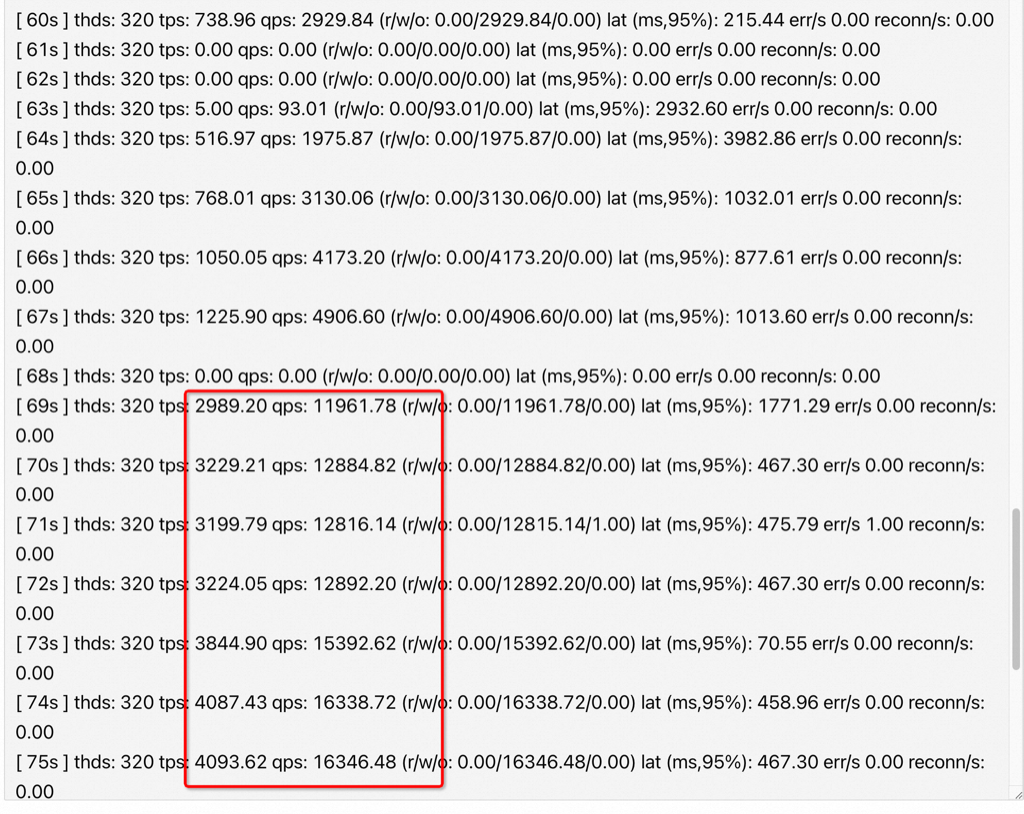 [ 60s ] thds: 320 tps: 738.96 qps: 2929.84 (r/w/o: 0.00/2929.84/0.00) lat (ms,95%): 215.44 err/s 0.00 reconn/s: 0.00
[ 61s ] thds: 320 tps: 0.00 qps: 0.00 (r/w/o: 0.00/0.00/0.00) lat (ms,95%): 0.00 err/s 0.00 reconn/s: 0.00
[ 62s ] thds: 320 tps: 0.00 qps: 0.00 (r/w/o: 0.00/0.00/0.00) lat (ms,95%): 0.00 err/s 0.00 reconn/s: 0.00
[ 63s ] thds: 320 tps: 5.00 qps: 93.01 (r/w/o: 0.00/93.01/0.00) lat (ms,95%): 2932.60 err/s 0.00 reconn/s: 0.00
[ 64s ] thds: 320 tps: 516.97 qps: 1975.87 (r/w/o: 0.00/1975.87/0.00) lat (ms,95%): 3982.86 err/s 0.00 reconn/s:
0.00
[ 65s ] thds: 320 tps: 768.01 qps: 3130.06 (r/w/o: 0.00/3130.06/0.00) lat (ms,95%): 1032.01 err/s 0.00 reconn/s:
0.00
[ 66s ] thds: 320 tps: 1050.05 qps: 4173.20 (r/w/o: 0.00/4173.20/0.00) lat (ms,95%): 877.61 err/s 0.00 reconn/s:
0.00
[ 67s ] thds: 320 tps: 1225.90 qps: 4906.60 (r/w/o: 0.00/4906.60/0.00) lat (ms,95%): 1013.60 err/s 0.00 reconn/s:
0.00
[ 68s ] thds: 320 tps: 0.00 qps: 0.00 (r/w/o: 0.00/0.00/0.00) lat (ms,95%): 0.00 err/s 0.00 reconn/s: 0.00
[ 69s ] thds: 320 tps: 2989.20 qps: 11961.78 (r/w/o: 0.00/11961.78/0.00) lat (ms,95%): 1771.29 err/s 0.00 reconn/s:
0.00
[ 70s ] thds: 320 tps: 3229.21 qps: 12884.82 (r/w/o: 0.00/12884.82/0.00) lat (ms,95%): 467.30 err/s 0.00 reconn/s:
0.00
[ 71s ] thds: 320 tps: 3199.79 qps: 12816.14 (r/w/o: 0.00/12815.14/1.00) lat (ms,95%): 475.79 err/s 1.00 reconn/s:
0.00
[ 72s ] thds: 320 tps: 3224.05 qps: 12892.20 (r/w/o: 0.00/12892.20/0.00) lat (ms,95%): 467.30 err/s 0.00 reconn/s:
0.00
[ 73s ] thds: 320 tps: 3844.90 qps: 15392.62 (r/w/o: 0.00/15392.62/0.00) lat (ms,95%): 70.55 err/s 0.00 reconn/s:
0.00
[ 74s ] thds: 320 tps: 4087.43 qps: 16338.72 (r/w/o: 0.00/16338.72/0.00) lat (ms,95%): 458.96 err/s 0.00 reconn/s:
0.00
[ 75s ] thds: 320 tps: 4093.62 qps: 16346.48 (r/w/o: 0.00/16346.48/0.00) lat (ms,95%): 467.30 err/s 0.00 reconn/s:
0.00